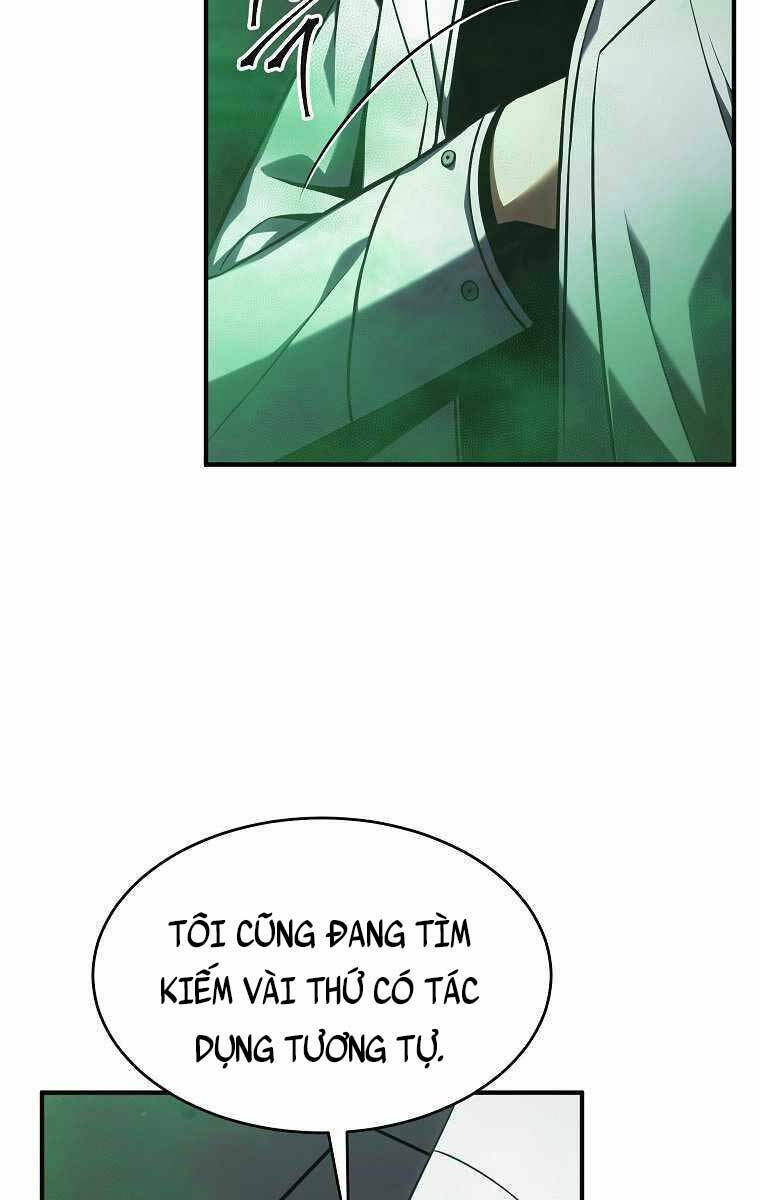 TÔI CŨNG ĐANG TÌM
KIẾM VÀI THỨ CÓ TÁC
DỤNG TƯƠNG TỰ.